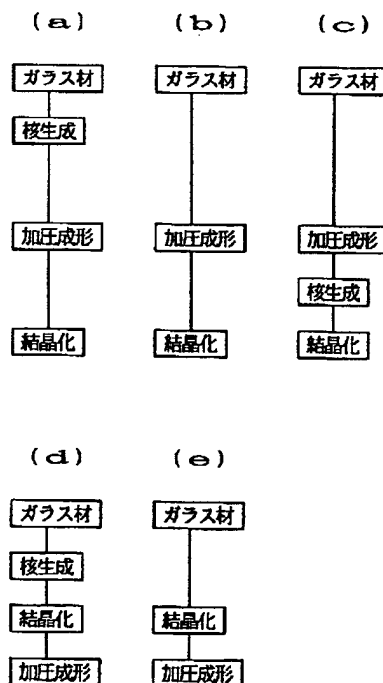 (a) (b) (c)
ガラス材 ガラス材 ガラス材
核生成
加圧成形 加圧成形 加圧成形
核生成
結晶化 結晶化 結晶化
(d) (e)
ガラス材 ガラス材
核生成
結晶化 結晶化
加圧成形 加圧成形